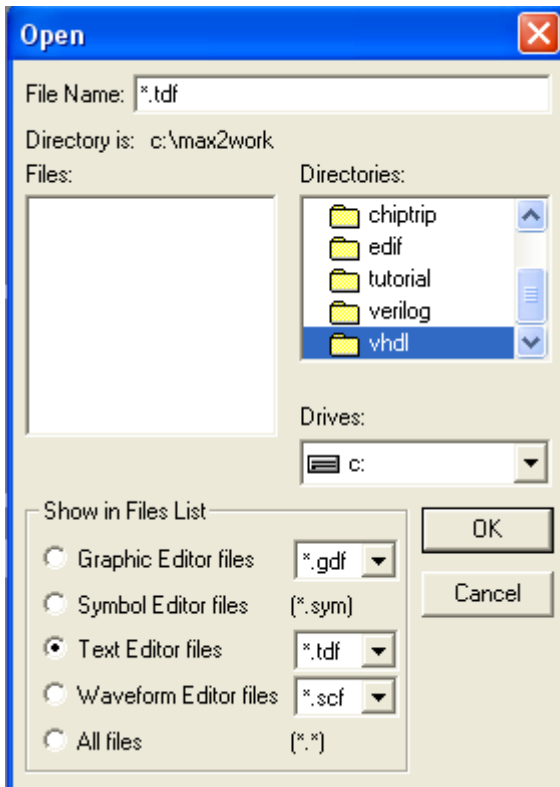 Open
File Name: *.tdf
Directory is: c:\max2work
Files:
Directories:
chiptrip
edif
tutorial
verilog
vhdl
Drives:
c:
Show in Files List
Graphic Editor files *.gdf
Symbol Editor files (*.sym)
Text Editor files *.tdf
Waveform Editor files *.scf
All files (*.*)
OK
Cancel